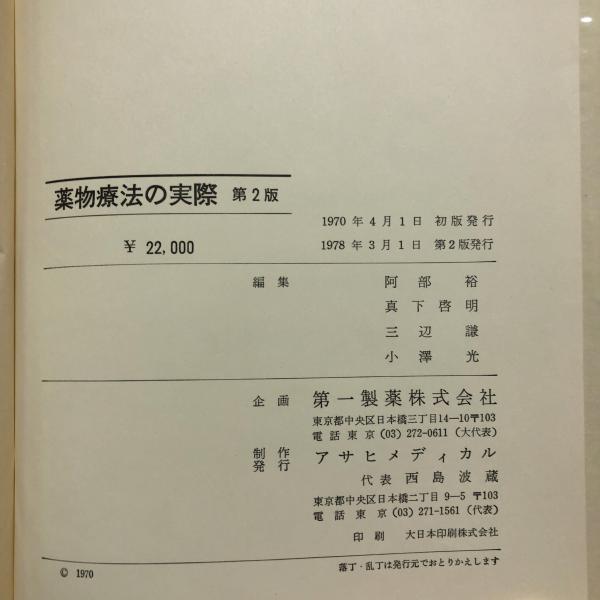 薬物療法の実際 第2版
¥ 22,000
1970年4月1日 初版発行
1978年3月1日 第2版発行
編集 阿部裕
真下啓明
三辺謙
小澤光
企画 第一製薬株式会社
東京都中央区日本橋三丁目14—10〒103
電話東京(03)272-0611(大代表)
制作発行 アサヒメディカル
代表 西島波蔵
東京都中央区日本橋二丁目9—5〒103
電話東京(03)271-1561(代表)
印刷 大日本印刷株式会社
© 1970
落丁・乱丁は発行元でおとりかえします